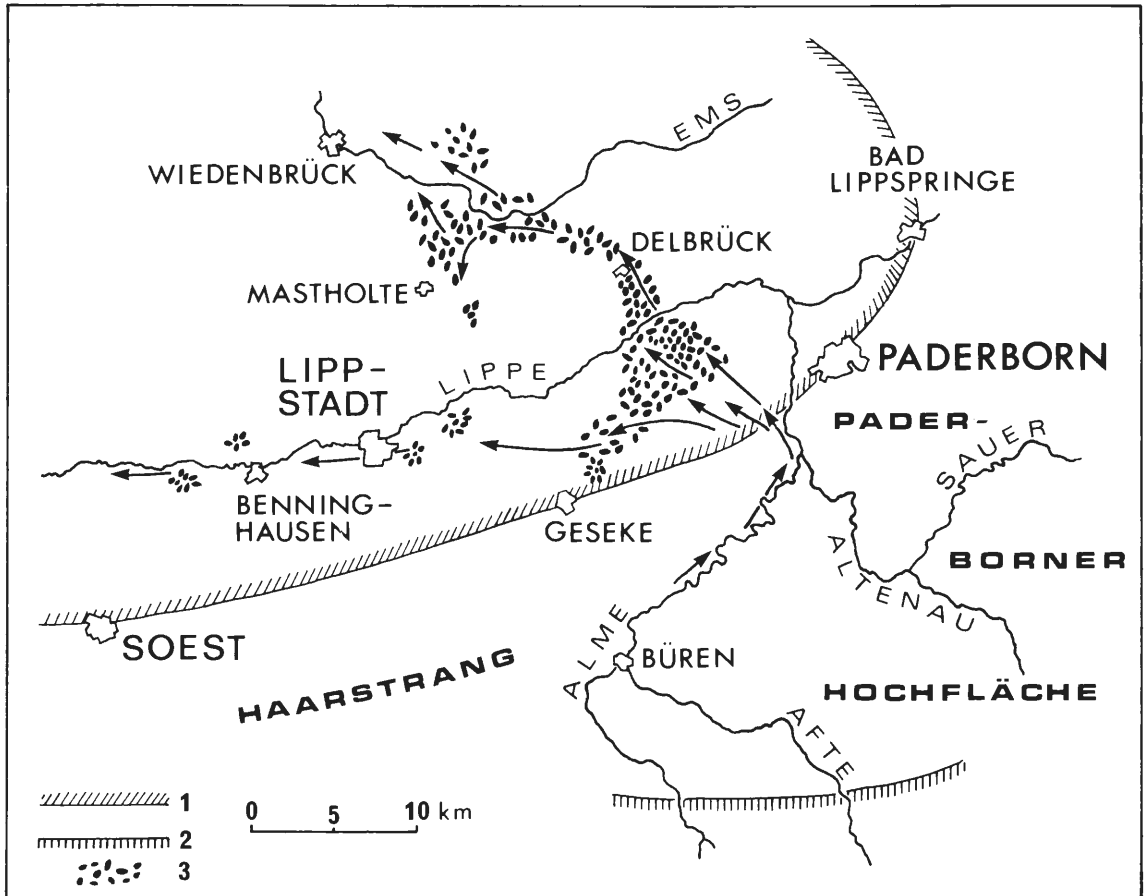 EMS
WIEDENBRÜCK
BAD
LIPPSPRINGE
DELBRÜCK
MASTHOLTE
PADERBORN
LIPP-
STADT
LIPPE
PADER-
SAUER
BENNING-
HAUSEN
GESEKE
BORNER
ALTENAU
SOEST
ALME
BÜREN
HAARSTRANG
HOCHFLÄCHE
AFTE
1
2
3
0 5 10 km